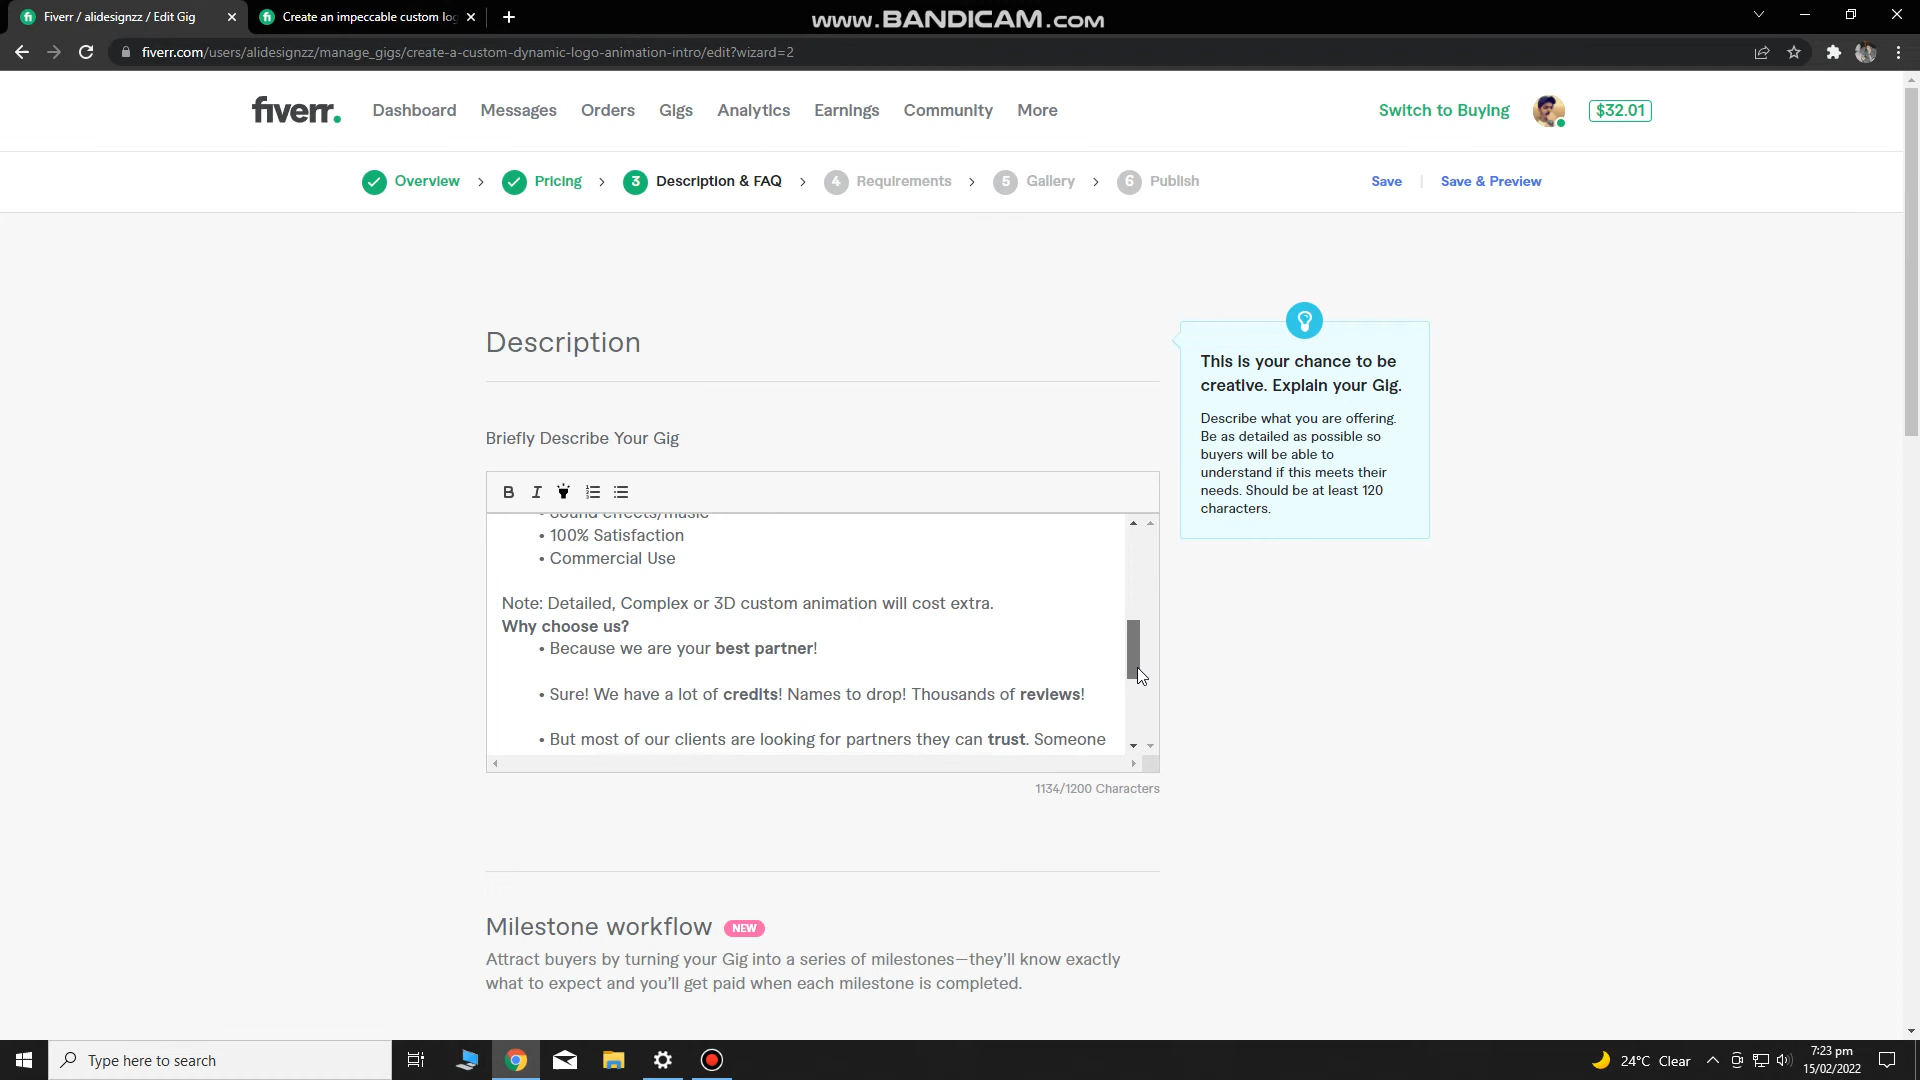 Fiverr / alidesignzz / Edit Gig
Create an impeccable custom log
www.BANDICAM.com
fiverr.com/users/alidesignzz/manage_gigs/create-a-custom-dynamic-logo-animation-intro/edit?wizard=2
fiverr. Dashboard Messages Orders Gigs Analytics Earnings Community More Switch to Buying $32.01
Overview > Pricing > 3 Description & FAQ > 4 Requirements > 5 Gallery > 6 Publish Save | Save & Preview
Description
This is your chance to be
creative. Explain your Gig.
Describe what you are offering.
Be as detailed as possible so
buyers will be able to
understand if this meets their
needs. Should be at least 120
characters.
Briefly Describe Your Gig
B I
• Sound effects/music
• 100% Satisfaction
• Commercial Use
Note: Detailed, Complex or 3D custom animation will cost extra.
Why choose us?
• Because we are your best partner!
• Sure! We have a lot of credits! Names to drop! Thousands of reviews!
• But most of our clients are looking for partners they can trust. Someone
1134/1200 Characters
Milestone workflow NEW
Attract buyers by turning your Gig into a series of milestones—they'll know exactly
what to expect and you'll get paid when each milestone is completed.
Type here to search
24°C Clear
7:23 pm
15/02/2022